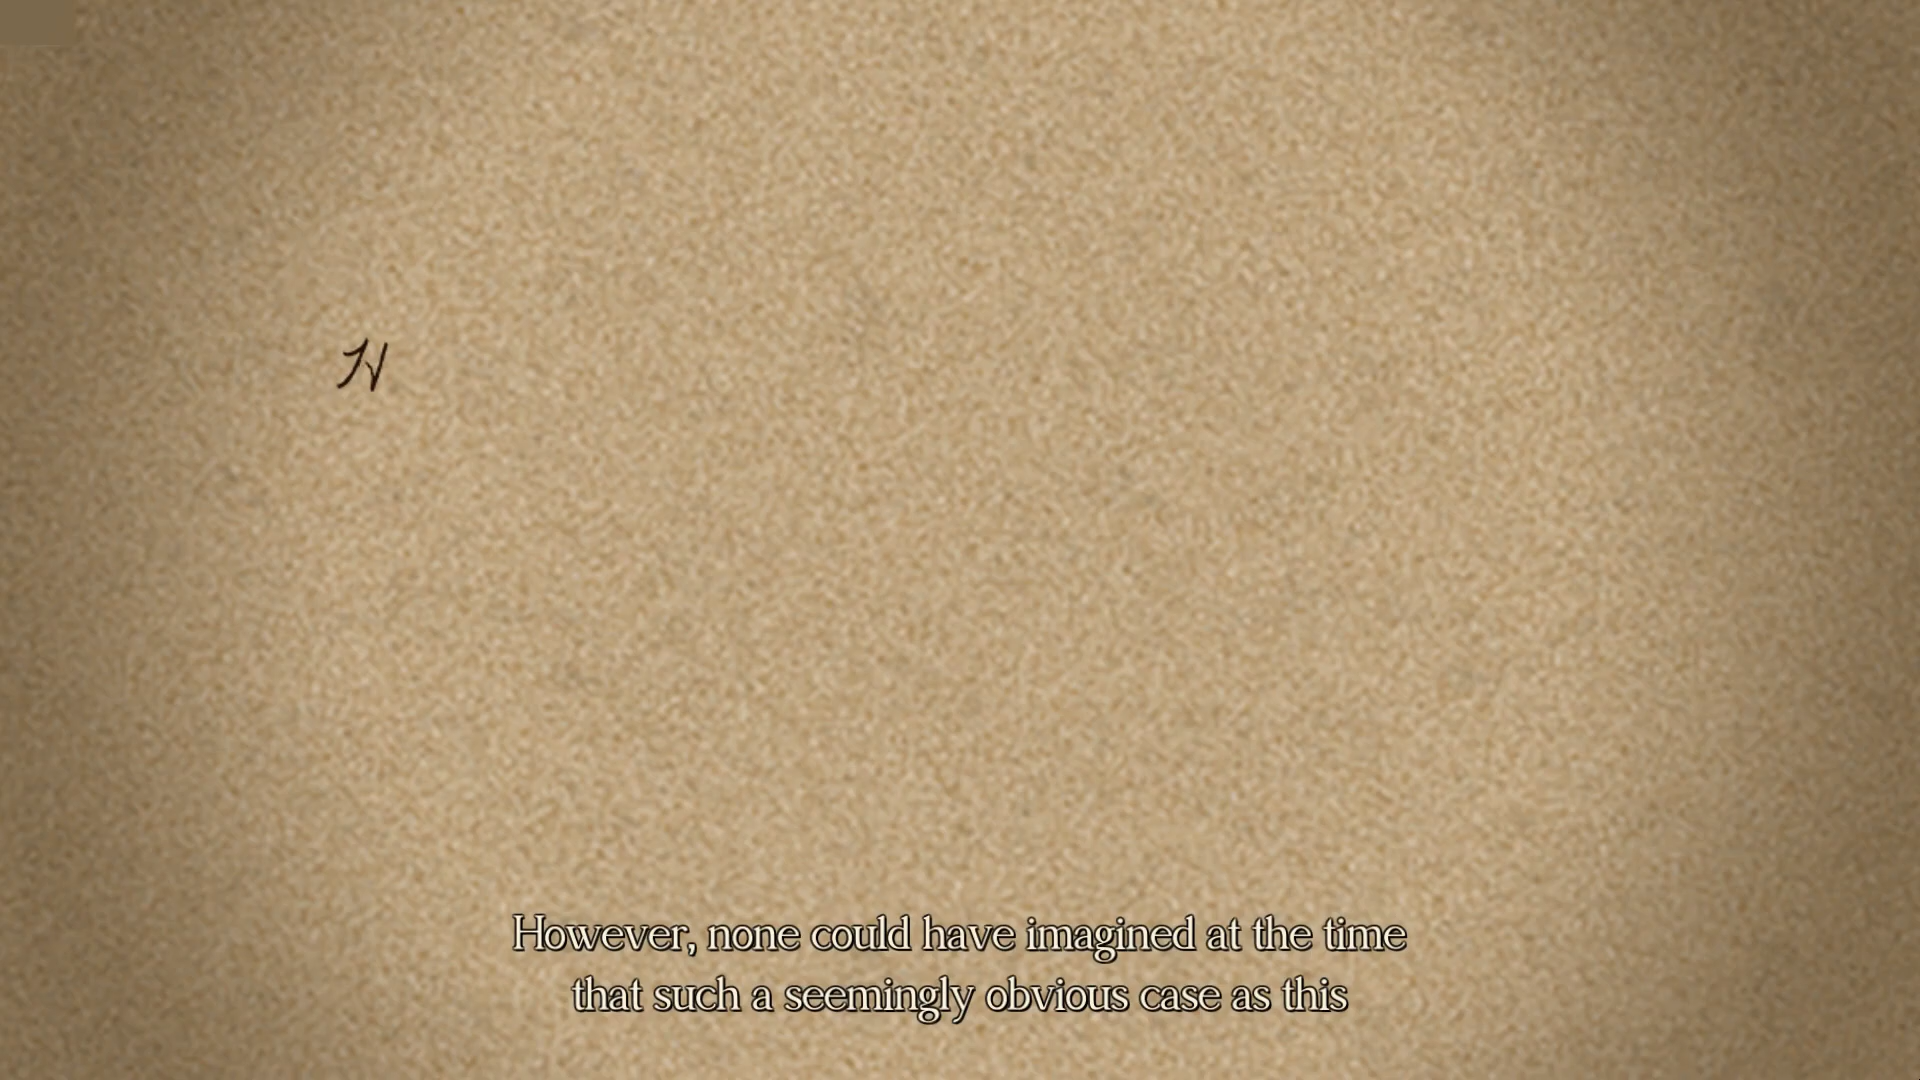 H
However, none could have imagined at the time
that such a seemingly obvious case as this